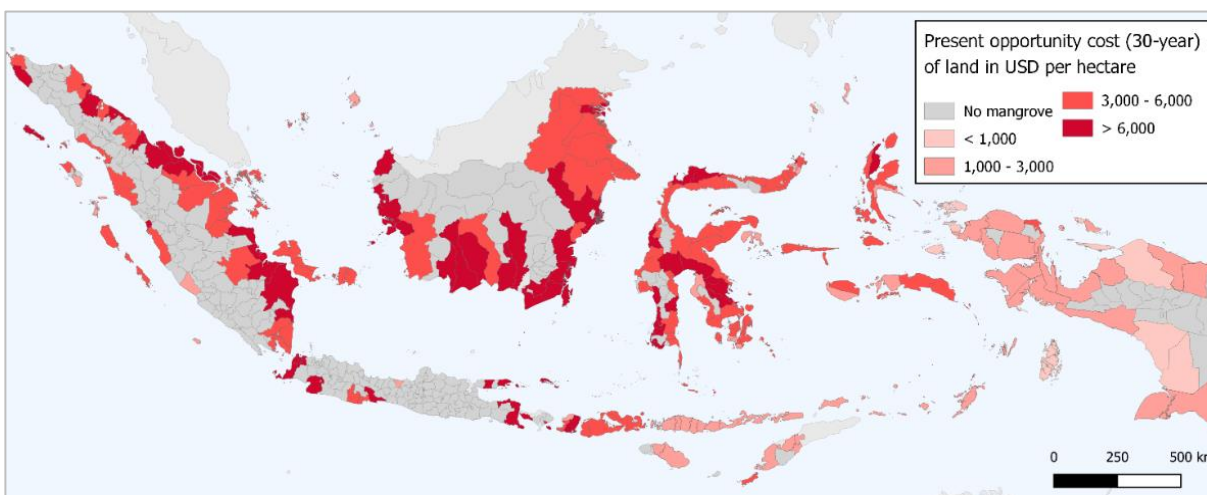 Present opportunity cost (30-year)
of land in USD per hectare
No mangrove
< 1,000
1,000 - 3,000
3,000 - 6,000
> 6,000
0 250 500 km